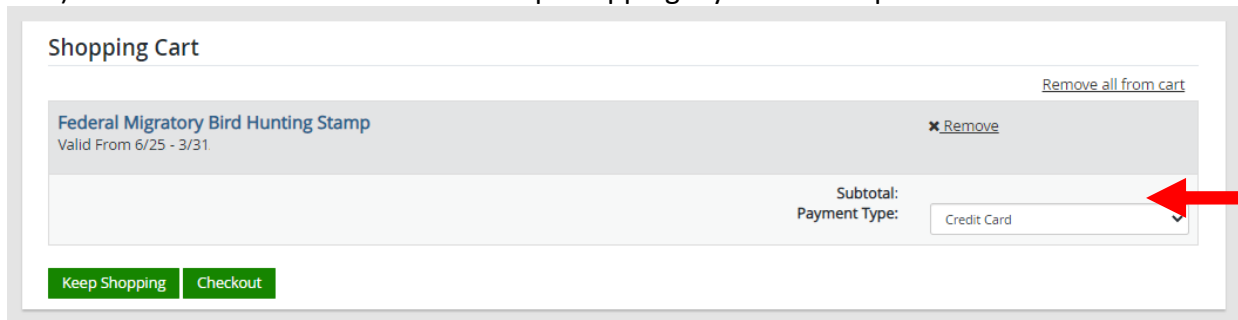 Shopping Cart
Remove all from cart
Federal Migratory Bird Hunting Stamp
✖ Remove
Valid From 6/25 - 3/31
Subtotal:
Payment Type:
Credit Card
Keep Shopping
Checkout